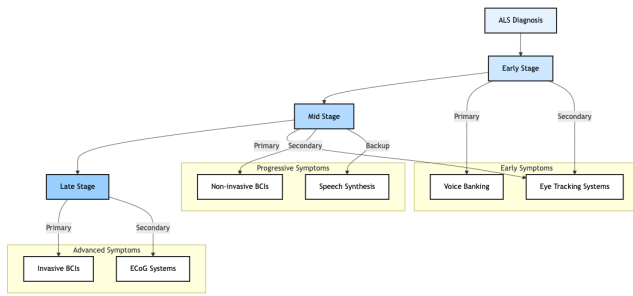 ALS Diagnosis
Early Stage
Mid Stage
Primary
Secondary
Primary
Secondary
Backup
Progressive Symptoms
Early Symptoms
Late Stage
Non-invasive BCIs
Speech Synthesis
Voice Banking
Eye Tracking Systems
Primary
Secondary
Advanced Symptoms
Invasive BCIs
ECoG Systems